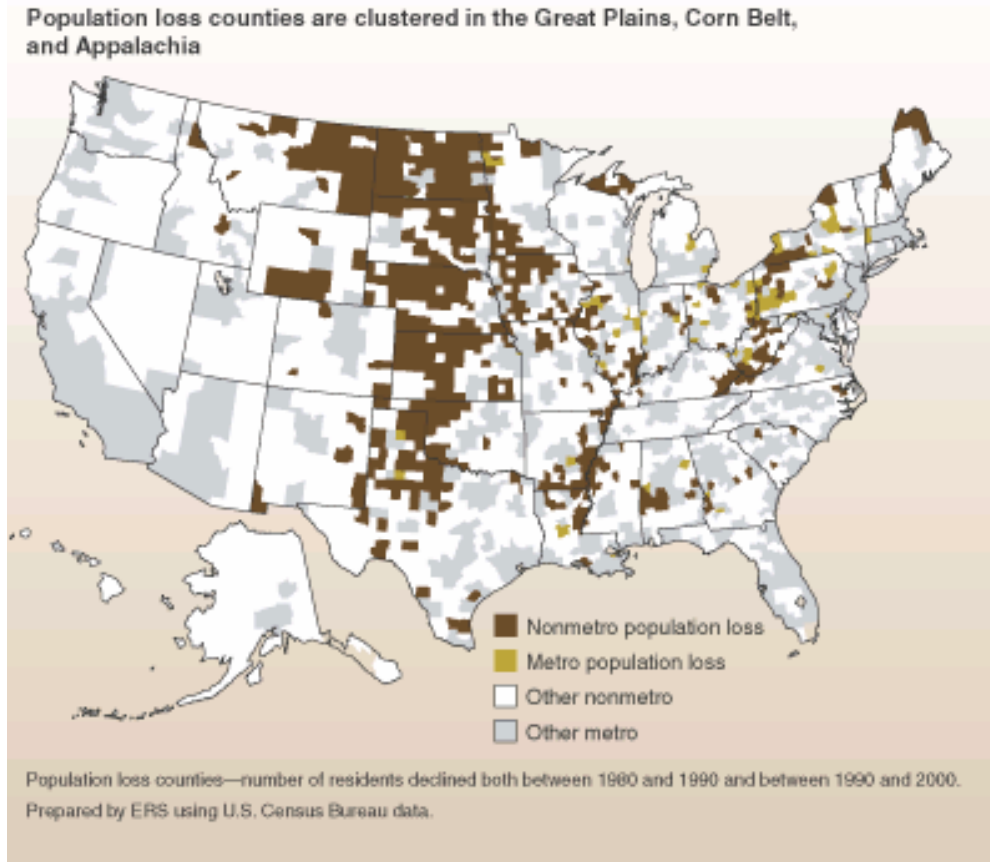 Population loss counties are clustered in the Great Plains, Corn Belt,
and Appalachia
Nonmetro population loss
Metro population loss
Other nonmetro
Other metro
Population loss counties—number of residents declined both between 1980 and 1990 and between 1990 and 2000.
Prepared by ERS using U.S. Census Bureau data.